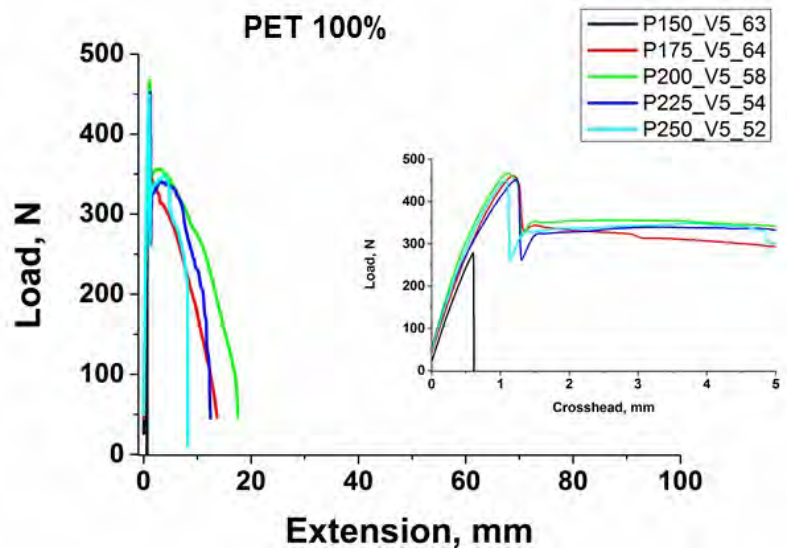 PET 100%
P150_V5_63
P175_V5_64
P200_V5_58
P225_V5_54
P250_V5_52
Load, N
500
400
300
200
100
0
0
20
60
80
100
Extension, mm
Load, N
500
400
300
200
100
0
0
1
2
3
4
5
Crosshead, mm